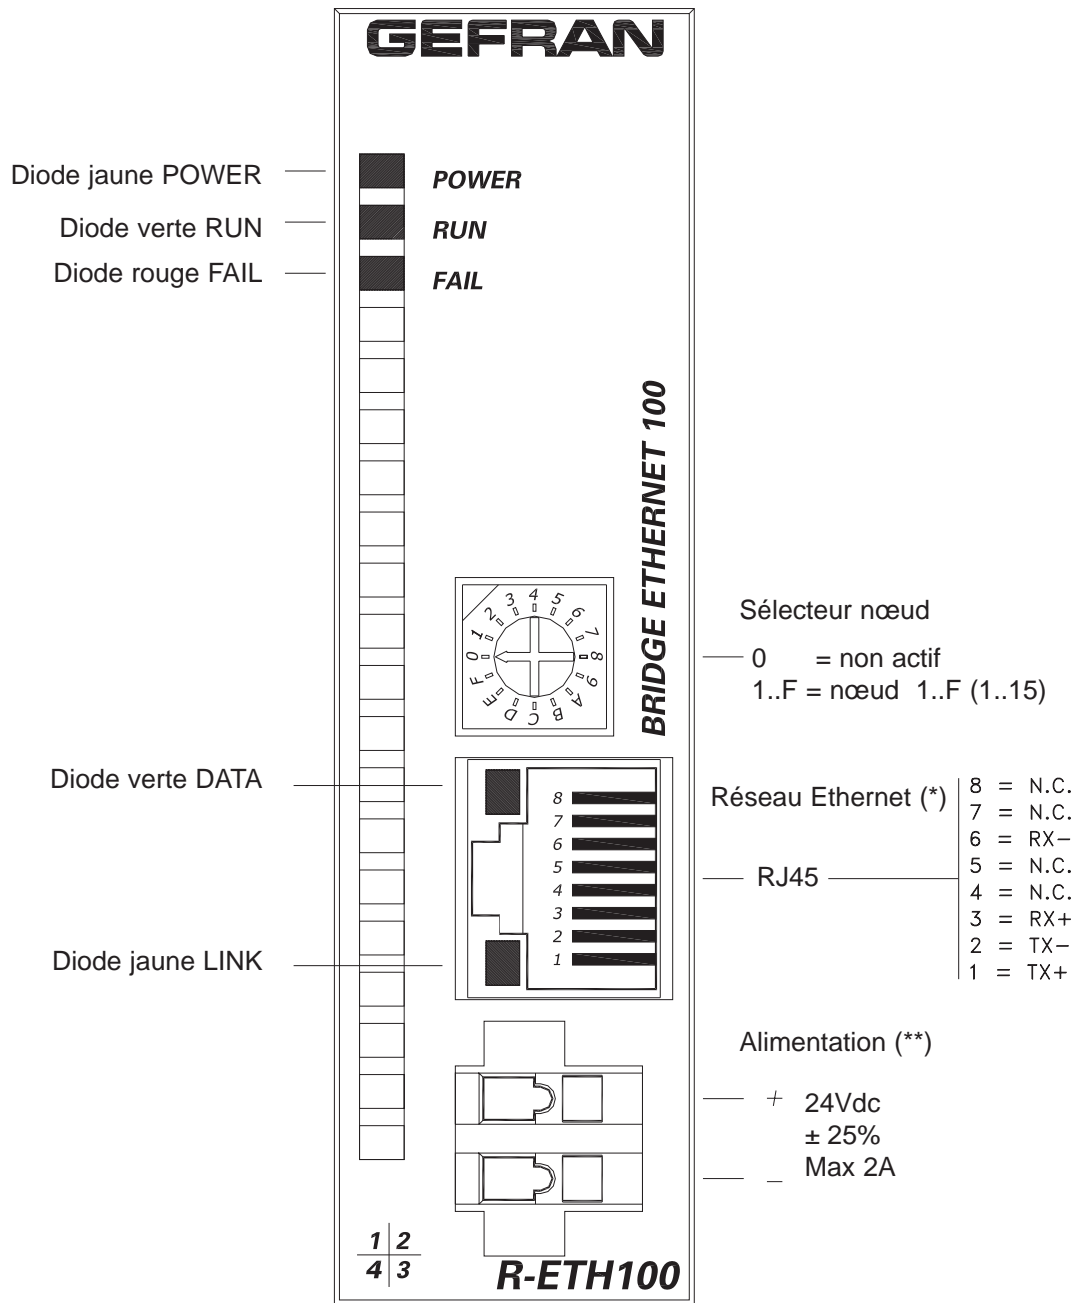 GEFRAN
Diode jaune POWER
POWER
Diode verte RUN
RUN
Diode rouge FAIL
FAIL
BRIDGE ETHERNET 100
0 1 2 3 4 5 6 7 8 9 A B C D E F
Sélecteur nœud
0 = non actif
1..F = nœud 1..F (1..15)
Diode verte DATA
Diode jaune LINK
8
7
6
5
4
3
2
1
Réseau Ethernet (*)
RJ45
8 = N.C.
7 = N.C.
6 = RX−
5 = N.C.
4 = N.C.
3 = RX+
2 = TX−
1 = TX+
Alimentation (**)
+ 24Vdc
± 25%
Max 2A
−
1 2
4 3
R-ETH100